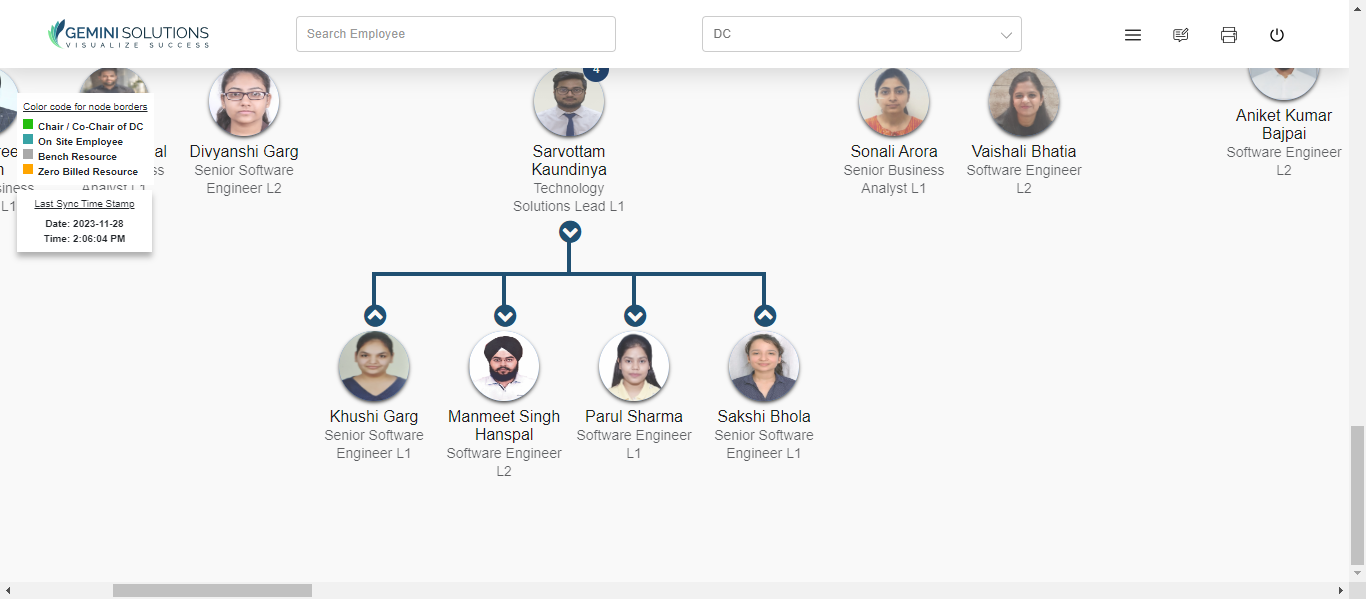 GEMINI SOLUTIONS
VISUALIZE SUCCESS
Search Employee
DC
4
Color code for node borders
Chair / Co-Chair of DC
On Site Employee
Bench Resource
Zero Billed Resource
Last Sync Time Stamp
Date: 2023-11-28
Time: 2:06:04 PM
Analyst L1
L1
Divyanshi Garg
Senior Software
Engineer L2
Sarvottam
Kaundinya
Technology
Solutions Lead L1
Sonali Arora
Senior Business
Analyst L1
Vaishali Bhatia
Software Engineer
L2
Aniket Kumar
Bajpai
Software Engineer
L2
Khushi Garg
Senior Software
Engineer L1
Manmeet Singh
Hanspal
Software Engineer
L2
Parul Sharma
Software Engineer
L1
Sakshi Bhola
Senior Software
Engineer L1